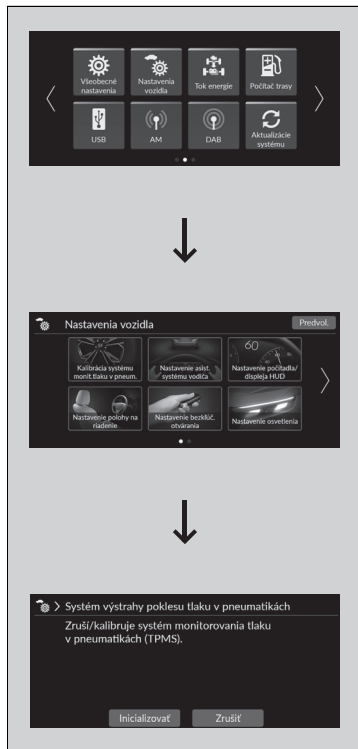 Všeobecné nastavenia
Nastavenia vozidla
Tok energie
Počítač trasy
USB
AM
DAB
Aktualizácie systému
Nastavenia vozidla
Predvoľ.
Kalibrácia systému monit.tlaku v pneum.
Nastavenie asist. systému vodiča
60
Nastavenie počítadla/ displeja HUD
Nastavenie polohy na riadenie
Nastavenie bezkľúč. otvárania
Nastavenie osvetlenia
Systém výstrahy poklesu tlaku v pneumatikách
Zruší/kalibruje systém monitorovania tlaku
v pneumatikách (TPMS).
Inicializovať
Zrušiť